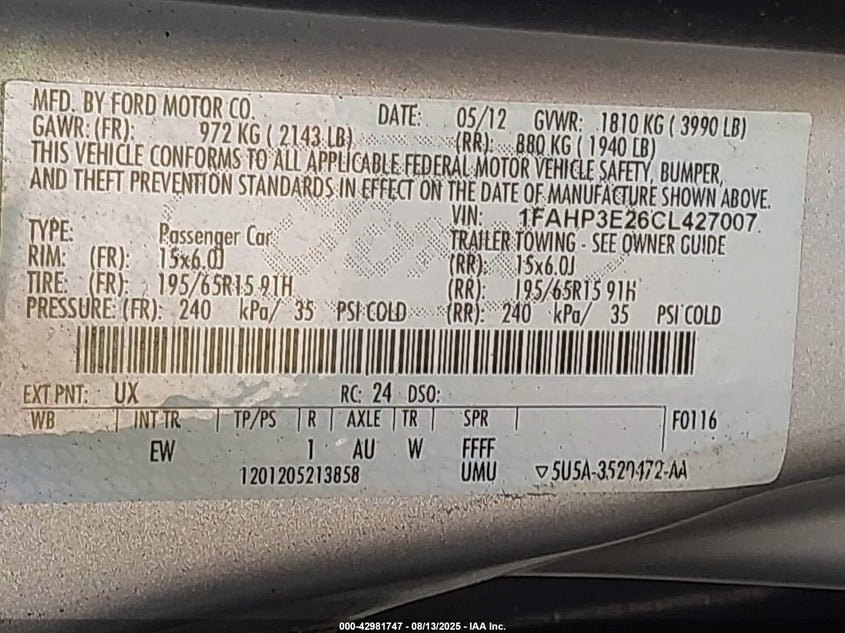 MFD. BY FORD MOTOR CO. DATE: 05/12 GVWR: 1810 KG ( 3990 LB)
GAWR: (FR): 972 KG ( 2143 LB) (RR): 880 KG ( 1940 LB)
THIS VEHICLE CONFORMS TO ALL APPLICABLE FEDERAL MOTOR VEHICLE SAFETY, BUMPER,
AND THEFT PREVENTION STANDARDS IN EFFECT ON THE DATE OF MANUFACTURE SHOWN ABOVE.
VIN: 1FAHP3E26CL427007
TYPE: Passenger Car TRAILER TOWING - SEE OWNER GUIDE
RIM: (FR): 15x6.0J (RR): 15x6.0J
TIRE: (FR): 195/65R15 91H (RR): 195/65R15 91H
PRESSURE: (FR): 240 kPa/ 35 PSI COLD (RR): 240 kPa/ 35 PSI COLD
EXT PNT: UX RC: 24 DSO:
WB | INT TR | TP/PS | R | AXLE | TR | SPR | F0116
EW 1 AU W FFFF
1201205213858 UMU ▽5U5A-3520472-AA
000-42981747 - 08/13/2025 - IAA Inc.